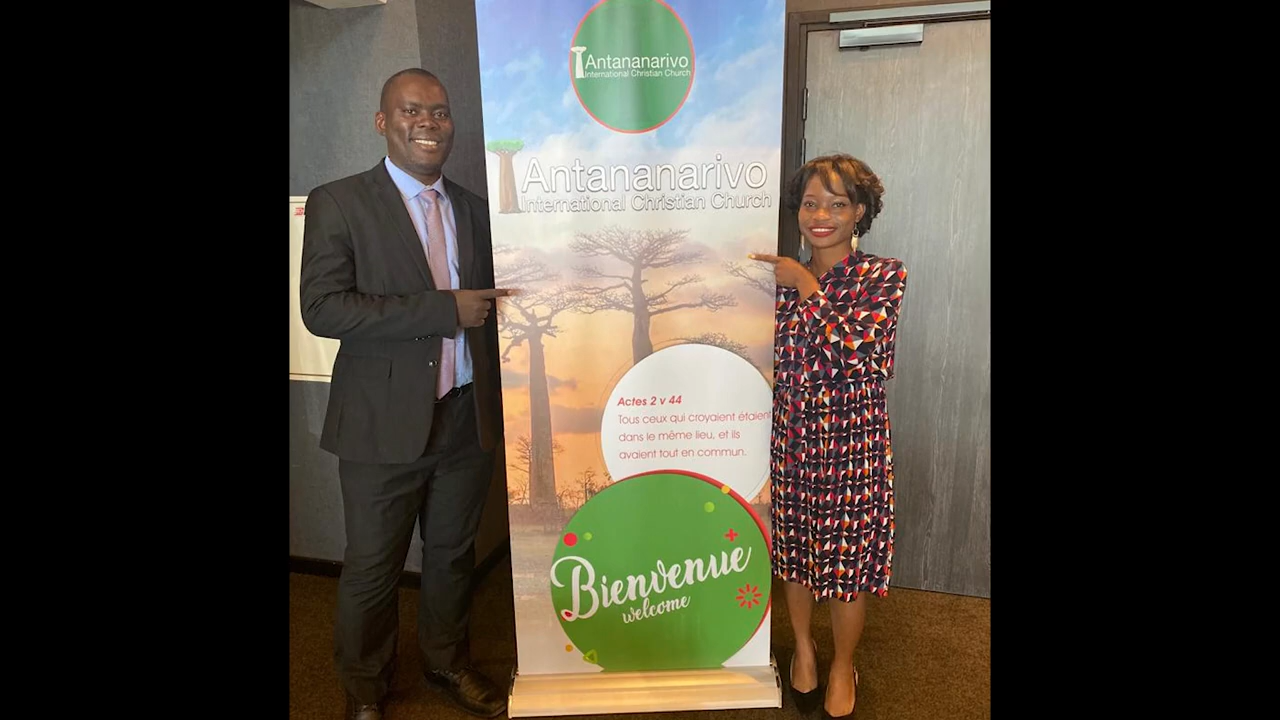 Antananarivo
International Christian Church
Antananarivo
International Christian Church
Actes 2 v 44
Tous ceux qui croyaient étaient
dans le même lieu, et ils
avaient tout en commun.
Bienvenue
welcome